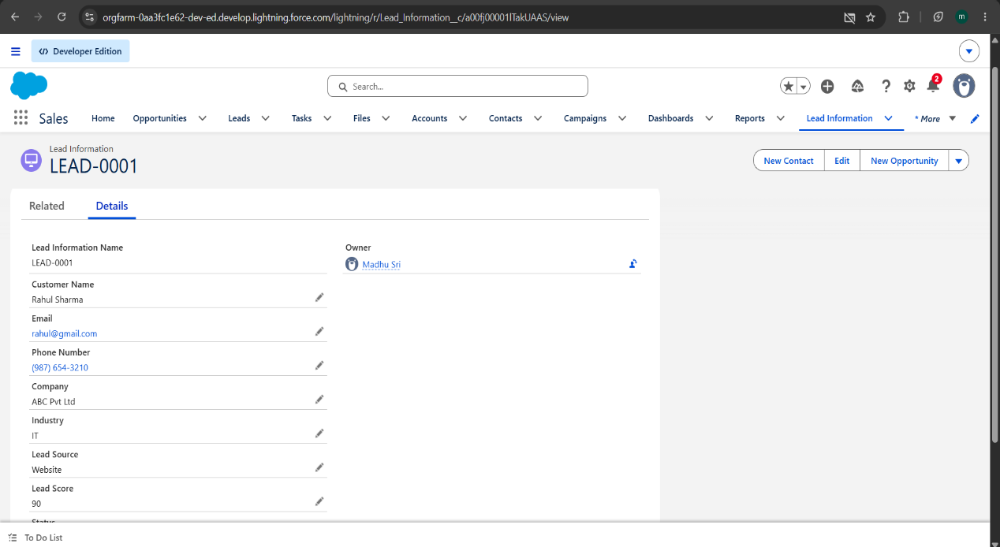 orgfarm-0aa3fc1e62-dev-ed.develop.lightning.force.com/lightning/r/Lead_Information__c/a00fj00001lTakUAAS/view
m
Developer Edition
Search...
2
Sales
Home Opportunities Leads Tasks Files Accounts Contacts Campaigns Dashboards Reports Lead Information * More
Lead Information
LEAD-0001
New Contact Edit New Opportunity
Related Details
Lead Information Name
LEAD-0001
Owner
Madhu Sri
Customer Name
Rahul Sharma
Email
rahul@gmail.com
Phone Number
(987) 654-3210
Company
ABC Pvt Ltd
Industry
IT
Lead Source
Website
Lead Score
90
Status
To Do List